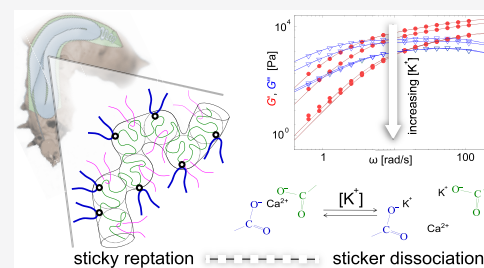 10⁴
[Pa]
G', G"
10⁰
increasing [K⁺]
1 10 100
ω [rad/s]
O⁻ Ca²⁺ ⁻O O
O O
[K⁺]
K⁺ ⁻O O
O⁻ K⁺
O Ca²⁺
sticky reptation sticker dissociation